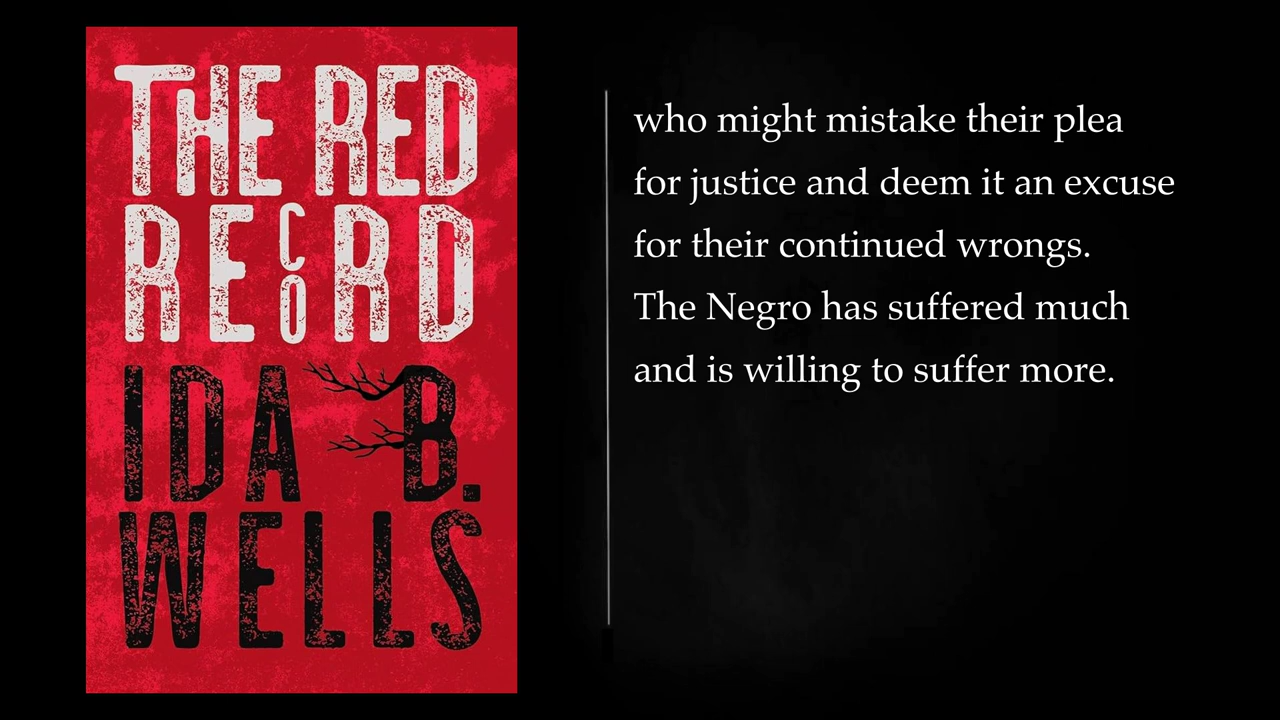 THE RED
RECORD
IDA B.
WELLS
who might mistake their plea
for justice and deem it an excuse
for their continued wrongs.
The Negro has suffered much
and is willing to suffer more.